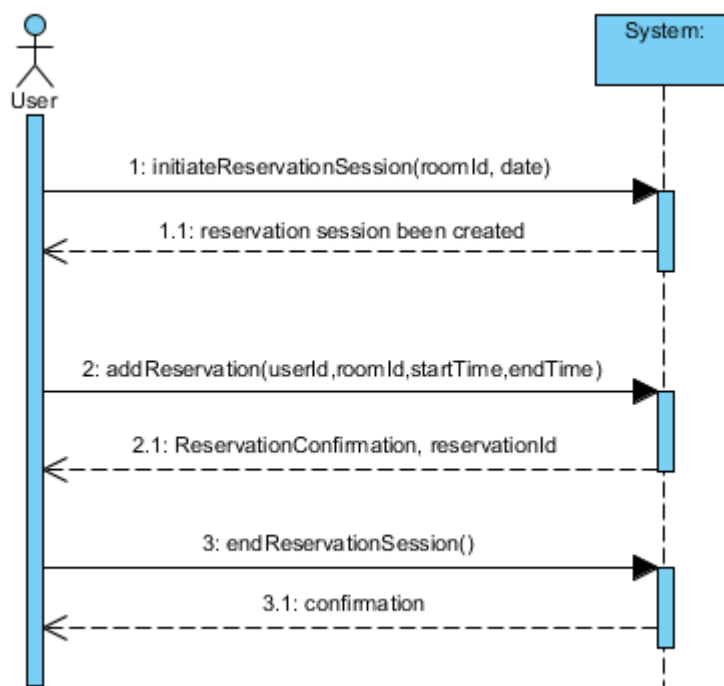 System:
User
1: initiateReservationSession(roomId, date)
1.1: reservation session been created
2: addReservation(userId,roomId,startTime,endTime)
2.1: ReservationConfirmation, reservationId
3: endReservationSession()
3.1: confirmation